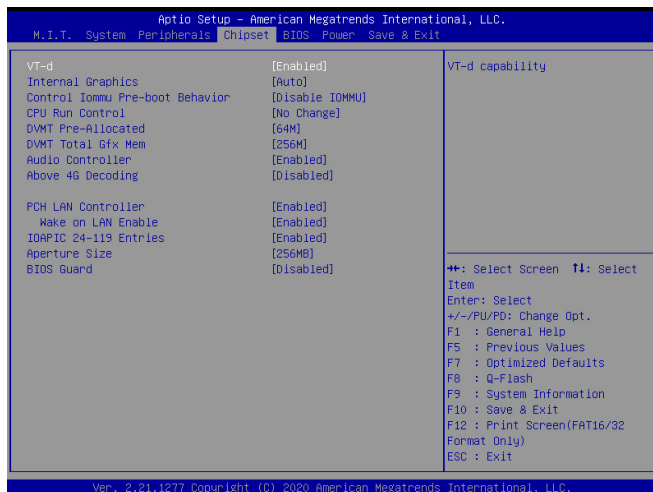 Aptio Setup – American Megatrends International, LLC.
M.I.T. System Peripherals Chipset BIOS Power Save & Exit
VT-d [Enabled]
Internal Graphics [Auto]
Control Iommu Pre-boot Behavior [Disable IOMMU]
CPU Run Control [No Change]
DVMT Pre-Allocated [64M]
DVMT Total Gfx Mem [256M]
Audio Controller [Enabled]
Above 4G Decoding [Disabled]
PCH LAN Controller [Enabled]
Wake on LAN Enable [Enabled]
IOAPIC 24-119 Entries [Enabled]
Aperture Size [256MB]
BIOS Guard [Disabled]
VT-d capability
→←: Select Screen ↑↓: Select
Item
Enter: Select
+/-/PU/PD: Change Opt.
F1 : General Help
F5 : Previous Values
F7 : Optimized Defaults
F8 : Q-Flash
F9 : System Information
F10 : Save & Exit
F12 : Print Screen(FAT16/32
Format Only)
ESC : Exit
Ver. 2.21.1277 Copyright (C) 2020 American Megatrends International, LLC.